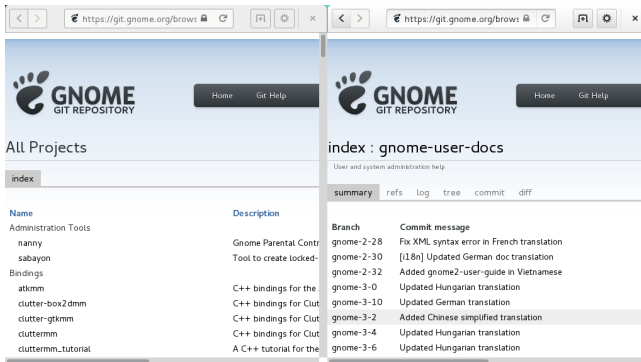 https://git.gnome.org/brows
GNOME
GIT REPOSITORY
Home Git Help
All Projects
index
Name Description
Administration Tools
nanny Gnome Parental Contr
sabayon Tool to create locked-
Bindings
atkmm C++ bindings for the
clutter-box2dmm C++ bindings for Clut
clutter-gtkmm C++ bindings for Clut
cluttermm C++ bindings for Clut
cluttermm_tutorial A C++ tutorial for the
https://git.gnome.org/brows
GNOME
GIT REPOSITORY
Home Git Help
index : gnome-user-docs
User and system administration help
summary refs log tree commit diff
Branch Commit message
gnome-2-28 Fix XML syntax error in French translation
gnome-2-30 [i18n] Updated German doc translation
gnome-2-32 Added gnome2-user-guide in Vietnamese
gnome-3-0 Updated Hungarian translation
gnome-3-10 Updated German translation
gnome-3-2 Added Chinese simplified translation
gnome-3-4 Updated Hungarian translation
gnome-3-6 Updated Hungarian translation